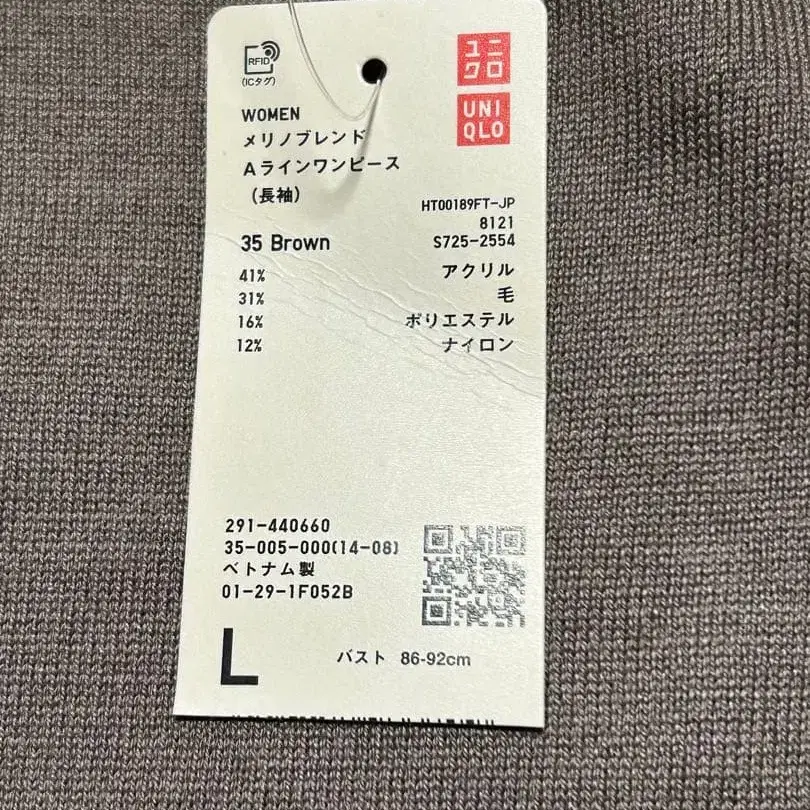 RFID
(ICタグ)
ユニ
クロ
UNI
QLO
WOMEN
メリノブレンド
Aラインワンピース
(長袖)
HT00189FT-JP
8121
S725-2554
35 Brown
41% アクリル
31% 毛
16% ポリエステル
12% ナイロン
291-440660
35-005-000(14-08)
ベトナム製
01-29-1F052B
L バスト 86-92cm